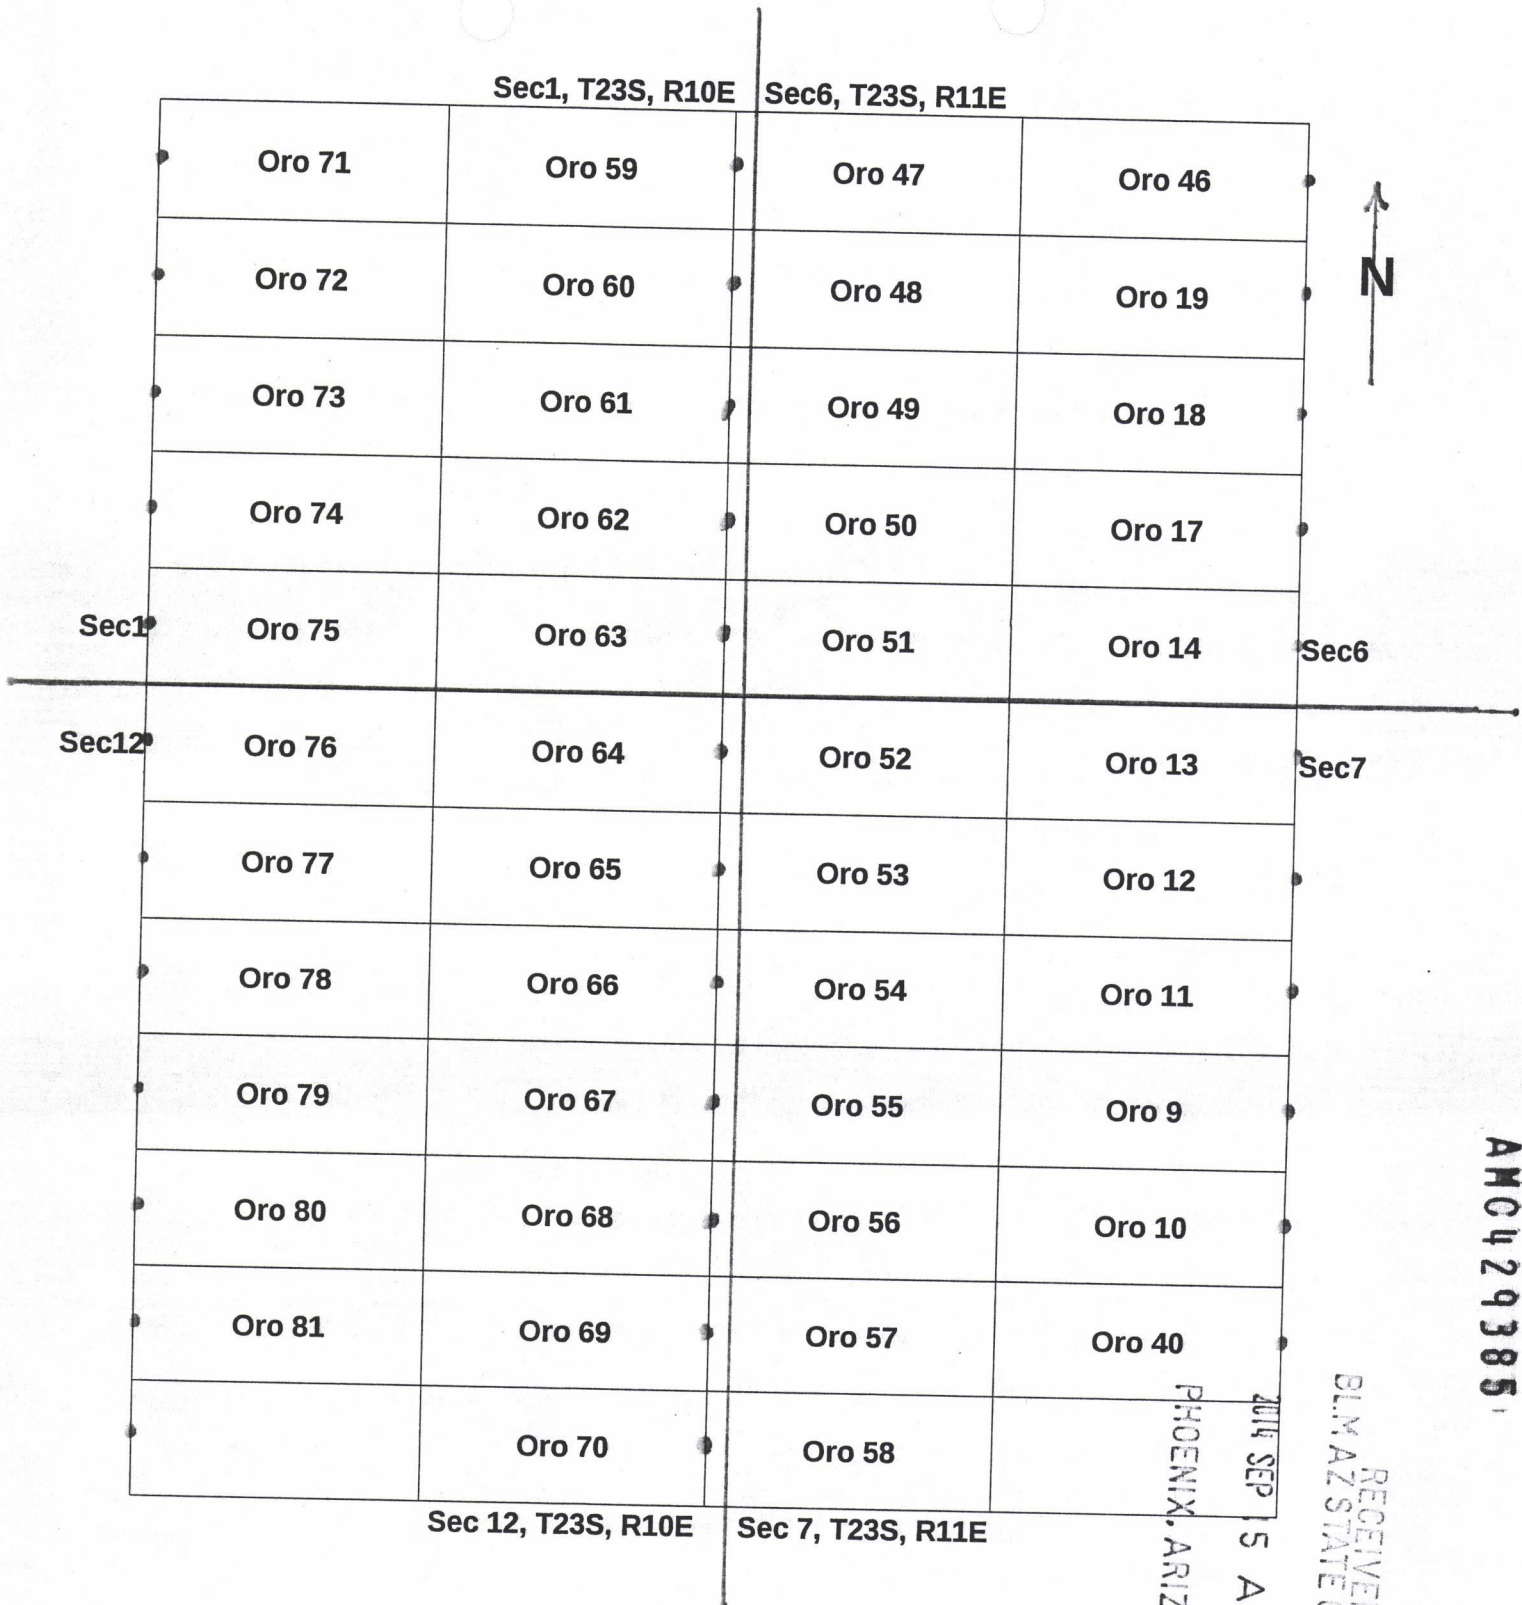 Sec1, T23S, R10E
Sec6, T23S, R11E
Oro 71
Oro 59
Oro 47
Oro 46
Oro 72
Oro 60
Oro 48
Oro 19
N
Oro 73
Oro 61
Oro 49
Oro 18
Oro 74
Oro 62
Oro 50
Oro 17
Sec1
Oro 75
Oro 63
Oro 51
Oro 14
Sec6
Sec12
Oro 76
Oro 64
Oro 52
Oro 13
Sec7
Oro 77
Oro 65
Oro 53
Oro 12
Oro 78
Oro 66
Oro 54
Oro 11
Oro 79
Oro 67
Oro 55
Oro 9
Oro 80
Oro 68
Oro 56
Oro 10
Oro 81
Oro 69
Oro 57
Oro 40
Oro 70
Oro 58
Sec 12, T23S, R10E
Sec 7, T23S, R11E
AMC429385
RECEIVE
BLM AZ STATE
2014 SEP 15 A
PHOENIX, ARIZ